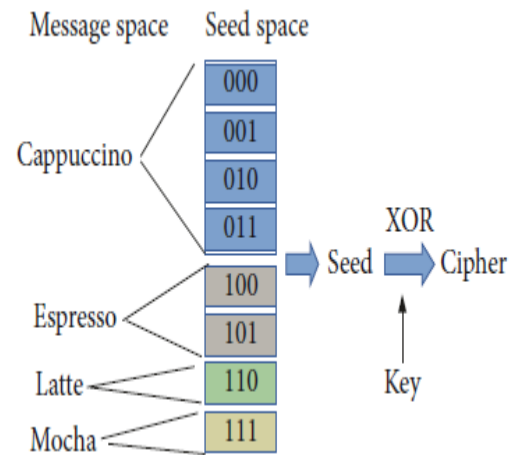 Message space Seed space
000
001
Cappuccino
010
011
XOR
Seed Cipher
100
Espresso
101
Latte
110
Key
Mocha
111